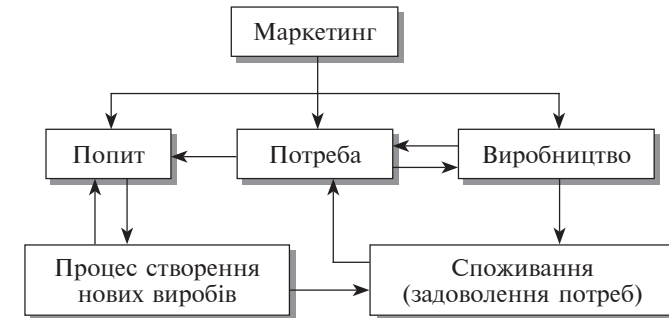 Маркетинг
Попит
Потреба
Виробництво
Процес створення
нових виробів
Споживання
(задоволення потреб)